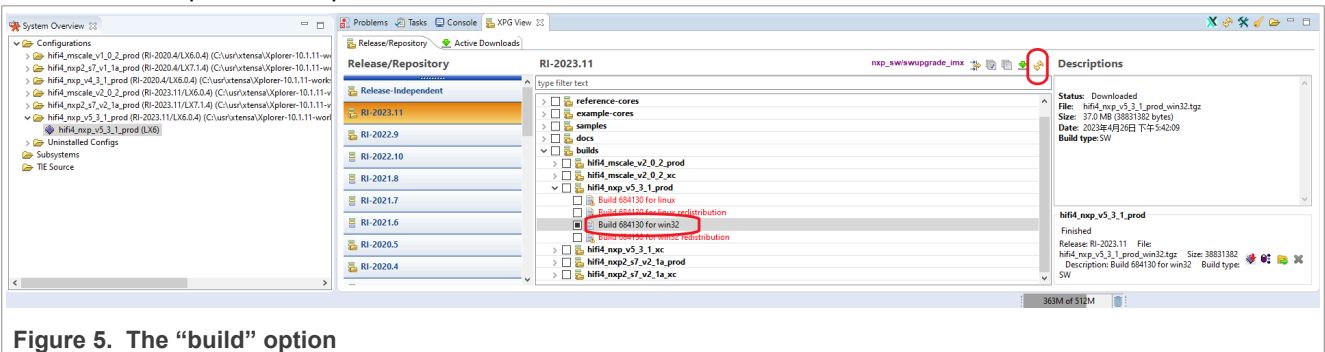 System Overview
Configurations
hifi4_mscale_v1_0_2_prod (RI-2020.4/LX6.0.4) (C:\usr\xtensa\Xplorer-10.1.11-w
hifi4_nxp2_s7_v1_1a_prod (RI-2020.4/LX7.1.4) (C:\usr\xtensa\Xplorer-10.1.11-w
hifi4_nxp_v4_3_1_prod (RI-2020.4/LX6.0.4) (C:\usr\xtensa\Xplorer-10.1.11-works
hifi4_mscale_v2_0_2_prod (RI-2023.11/LX6.0.4) (C:\usr\xtensa\Xplorer-10.1.11-v
hifi4_nxp2_s7_v2_1a_prod (RI-2023.11/LX7.1.4) (C:\usr\xtensa\Xplorer-10.1.11-v
hifi4_nxp_v5_3_1_prod (RI-2023.11/LX6.0.4) (C:\usr\xtensa\Xplorer-10.1.11-worl
hifi4_nxp_v5_3_1_prod (LX6)
Uninstalled Configs
Subsystems
TIE Source
Problems Tasks Console XPG View
Release/Repository Active Downloads
Release/Repository
Release-Independent
RI-2023.11
RI-2022.9
RI-2022.10
RI-2021.8
RI-2021.7
RI-2021.6
RI-2020.5
RI-2020.4
RI-2023.11 nxp_sw/swupgrade_imx
type filter text
reference-cores
example-cores
samples
docs
builds
hifi4_mscale_v2_0_2_prod
hifi4_mscale_v2_0_2_xc
hifi4_nxp_v5_3_1_prod
Build 684130 for linux
Build 684130 for linux redistribution
Build 684130 for win32
Build 684130 for win32 redistribution
hifi4_nxp_v5_3_1_xc
hifi4_nxp2_s7_v2_1a_prod
hifi4_nxp2_s7_v2_1a_xc
Descriptions
Status: Downloaded
File: hifi4_nxp_v5_3_1_prod_win32.tgz
Size: 37.0 MB (38831382 bytes)
Date: 2023年4月26日 下午5:42:09
Build type: SW
hifi4_nxp_v5_3_1_prod
Finished
Release: RI-2023.11 File:
hifi4_nxp_v5_3_1_prod_win32.tgz Size: 38831382
Description: Build 684130 for win32 Build type:
SW
363M of 512M
Figure 5. The “build” option